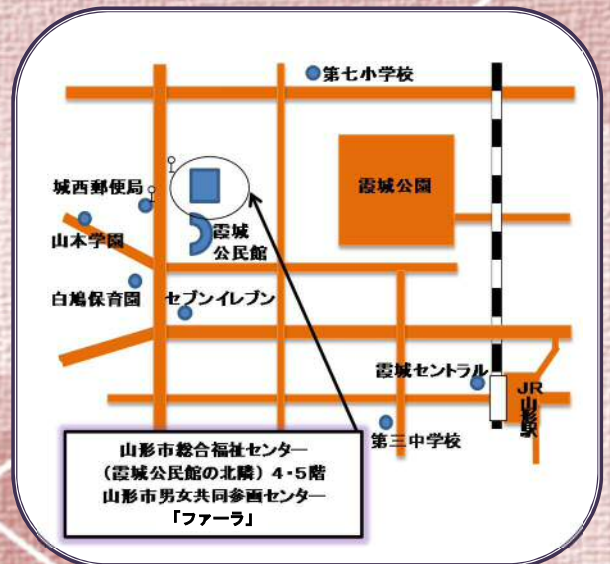 第七小学校
城西郵便局
霞城公園
山本学園
霞城
公民館
白鳩保育園
セブンイレブン
霞城セントラル
JR
山形駅
第三中学校
山形市総合福祉センター
(霞城公民館の北隣) 4・5階
山形市男女共同参画センター
「ファーラ」